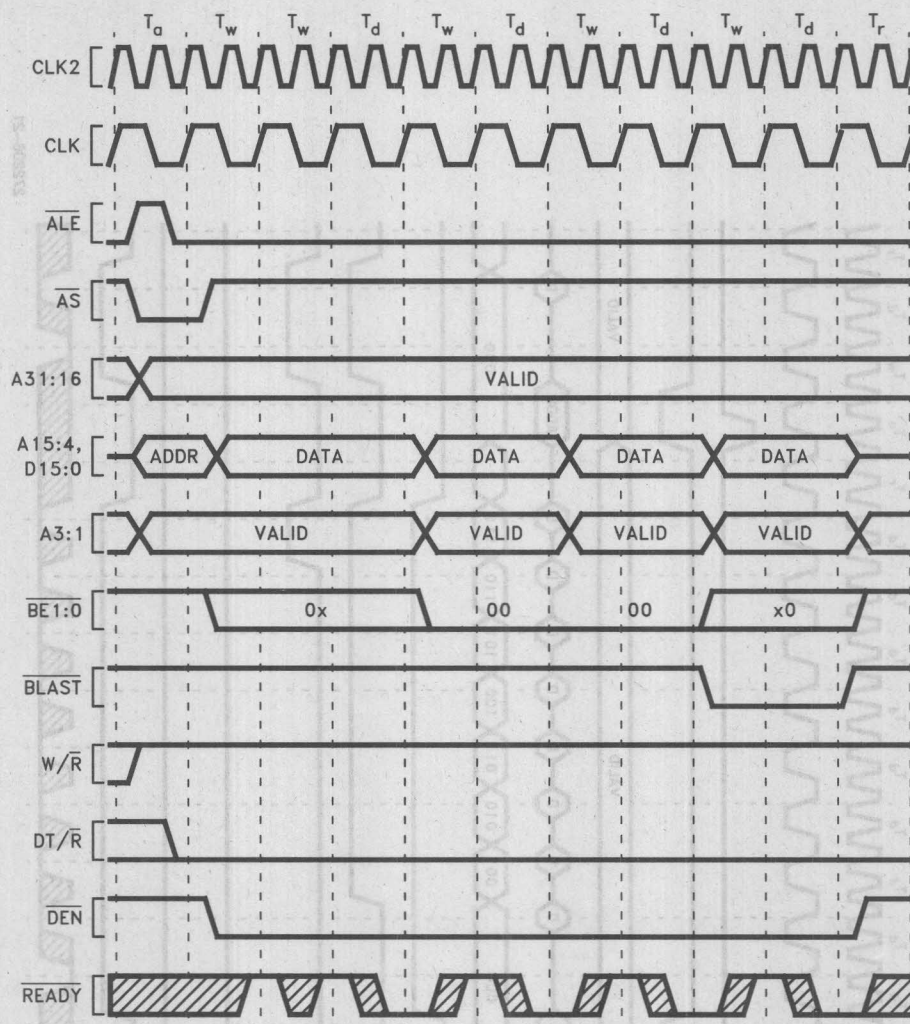 Ta Tw Tw Td Tw Td Tw Td Tw Td Tr
CLK2
CLK
ALE
AS
A31:16 VALID
A15:4,
D15:0 ADDR DATA DATA DATA DATA
A3:1 VALID VALID VALID VALID
BE1:0 0x 00 00 x0
BLAST
W/R
DT/R
DEN
READY